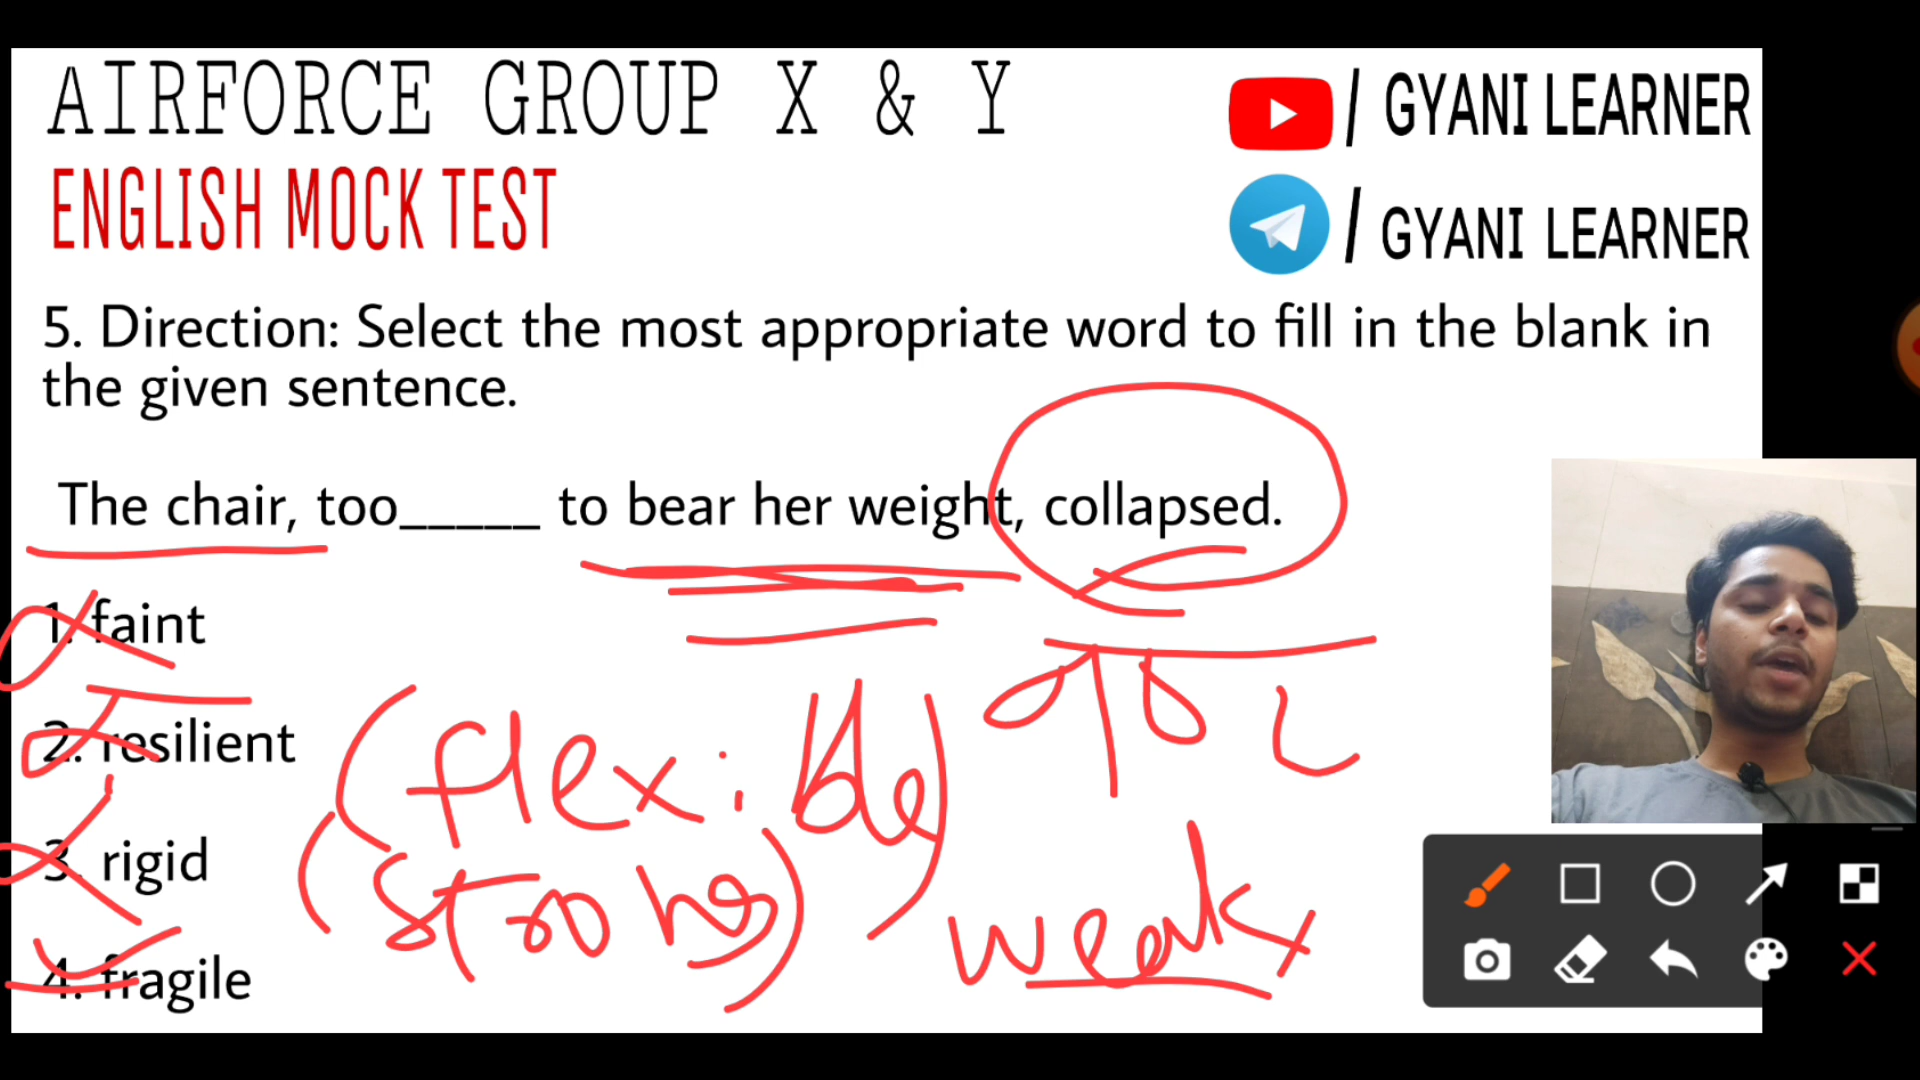 AIRFORCE GROUP X & Y
/ GYANI LEARNER
ENGLISH MOCK TEST
/ GYANI LEARNER
5. Direction: Select the most appropriate word to fill in the blank in
the given sentence.
The chair, too_____ to bear her weight, collapsed.
1. faint
2. resilient
(flexible)
3. rigid
(strong)
weak
4. fragile